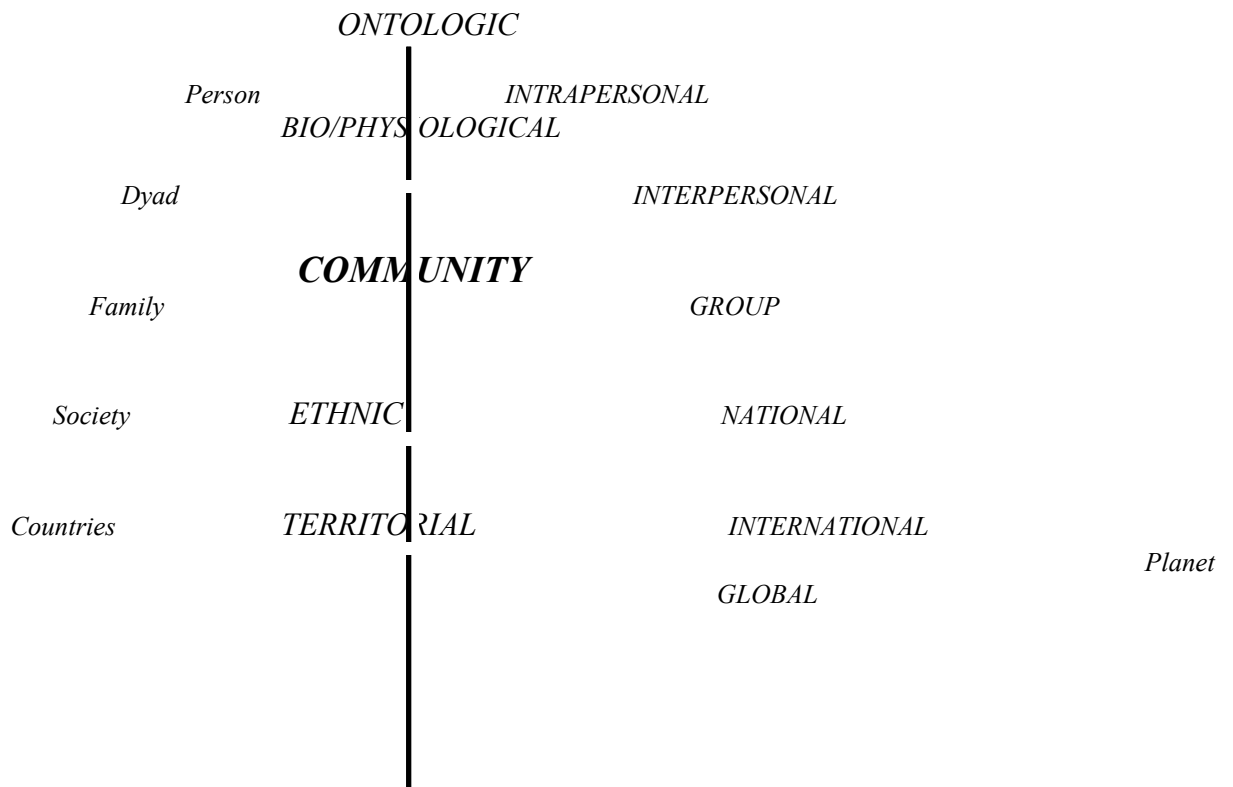 ONTOLOGIC
Person INTRAPERSONAL
BIO/PHYSIOLOGICAL
Dyad INTERPERSONAL
COMMUNITY
Family GROUP
Society ETHNIC NATIONAL
Countries TERRITORIAL INTERNATIONAL
Planet
GLOBAL